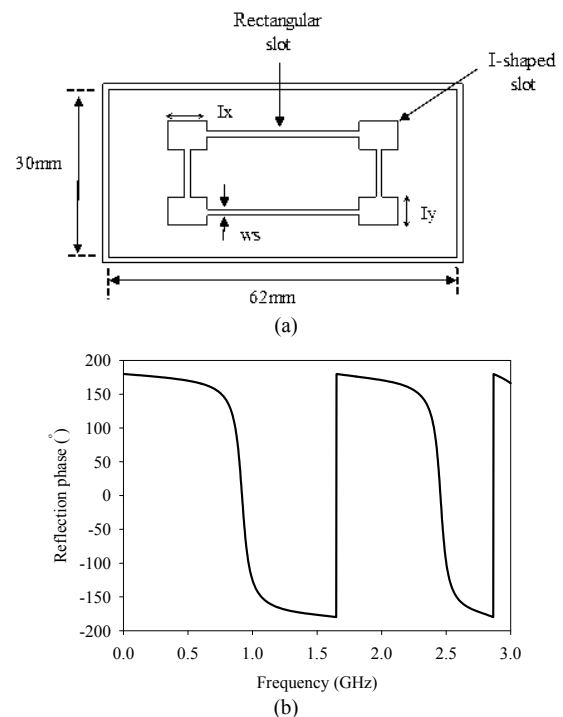 Rectangular
slot
I-shaped
slot
Ix
30mm
Iy
ws
62mm
(a)
200
150
100
50
0
-50
-100
-150
-200
Reflection phase (°)
0.0 0.5 1.0 1.5 2.0 2.5 3.0
Frequency (GHz)
(b)